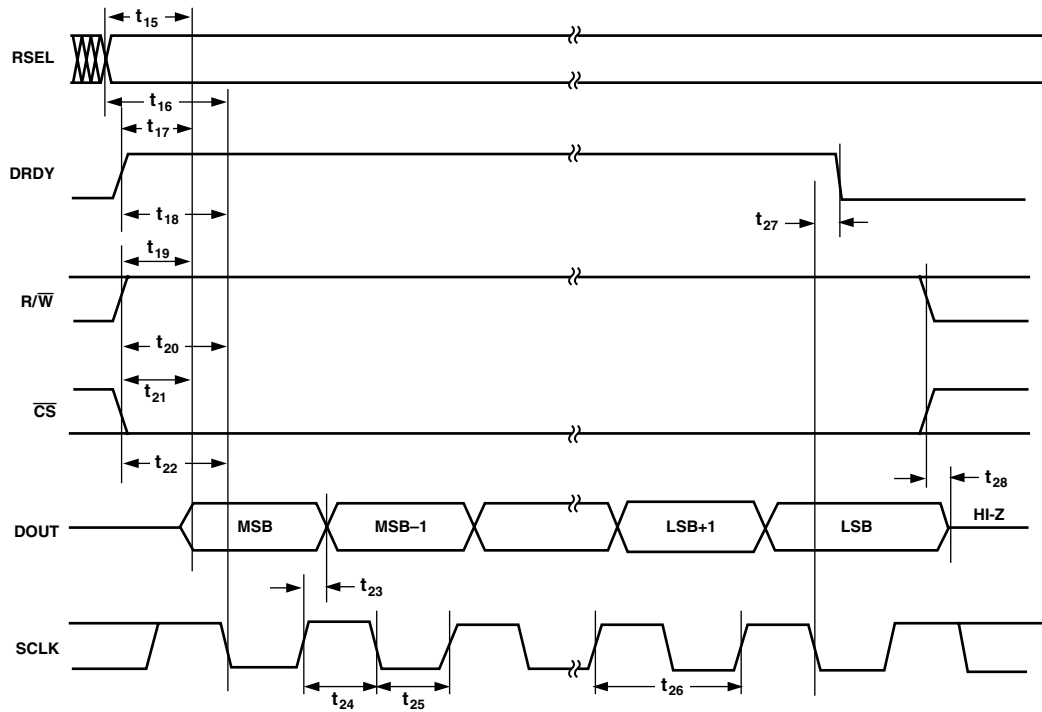 t15
RSEL
t16
t17
DRDY
t18
t27
t19
R/W̅
t20
t21
C̅S̅
t22
t28
DOUT
MSB
MSB–1
LSB+1
LSB
HI-Z
t23
SCLK
t24
t25
t26